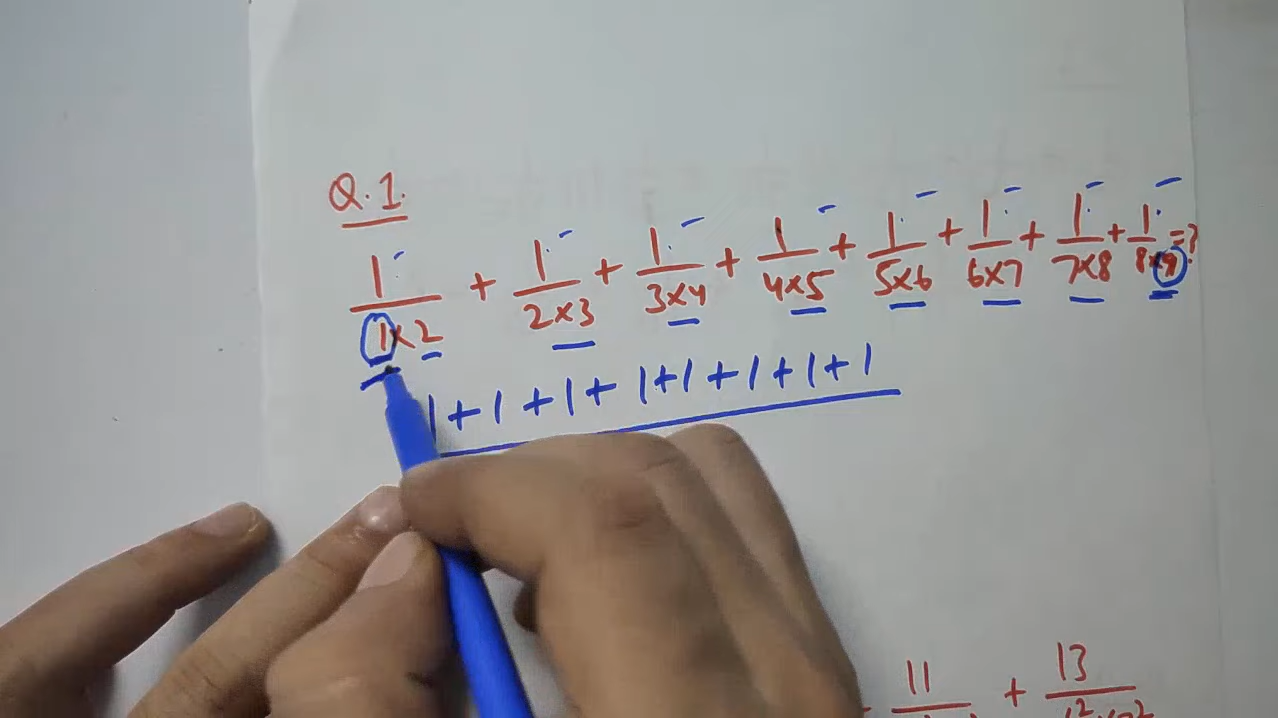 Q.1.
1/1×2 + 1/2×3 + 1/3×4 + 1/4×5 + 1/5×6 + 1/6×7 + 1/7×8 + 1/8×9 = ?
1 + 1 + 1 + 1 + 1 + 1 + 1 + 1
11 + 13